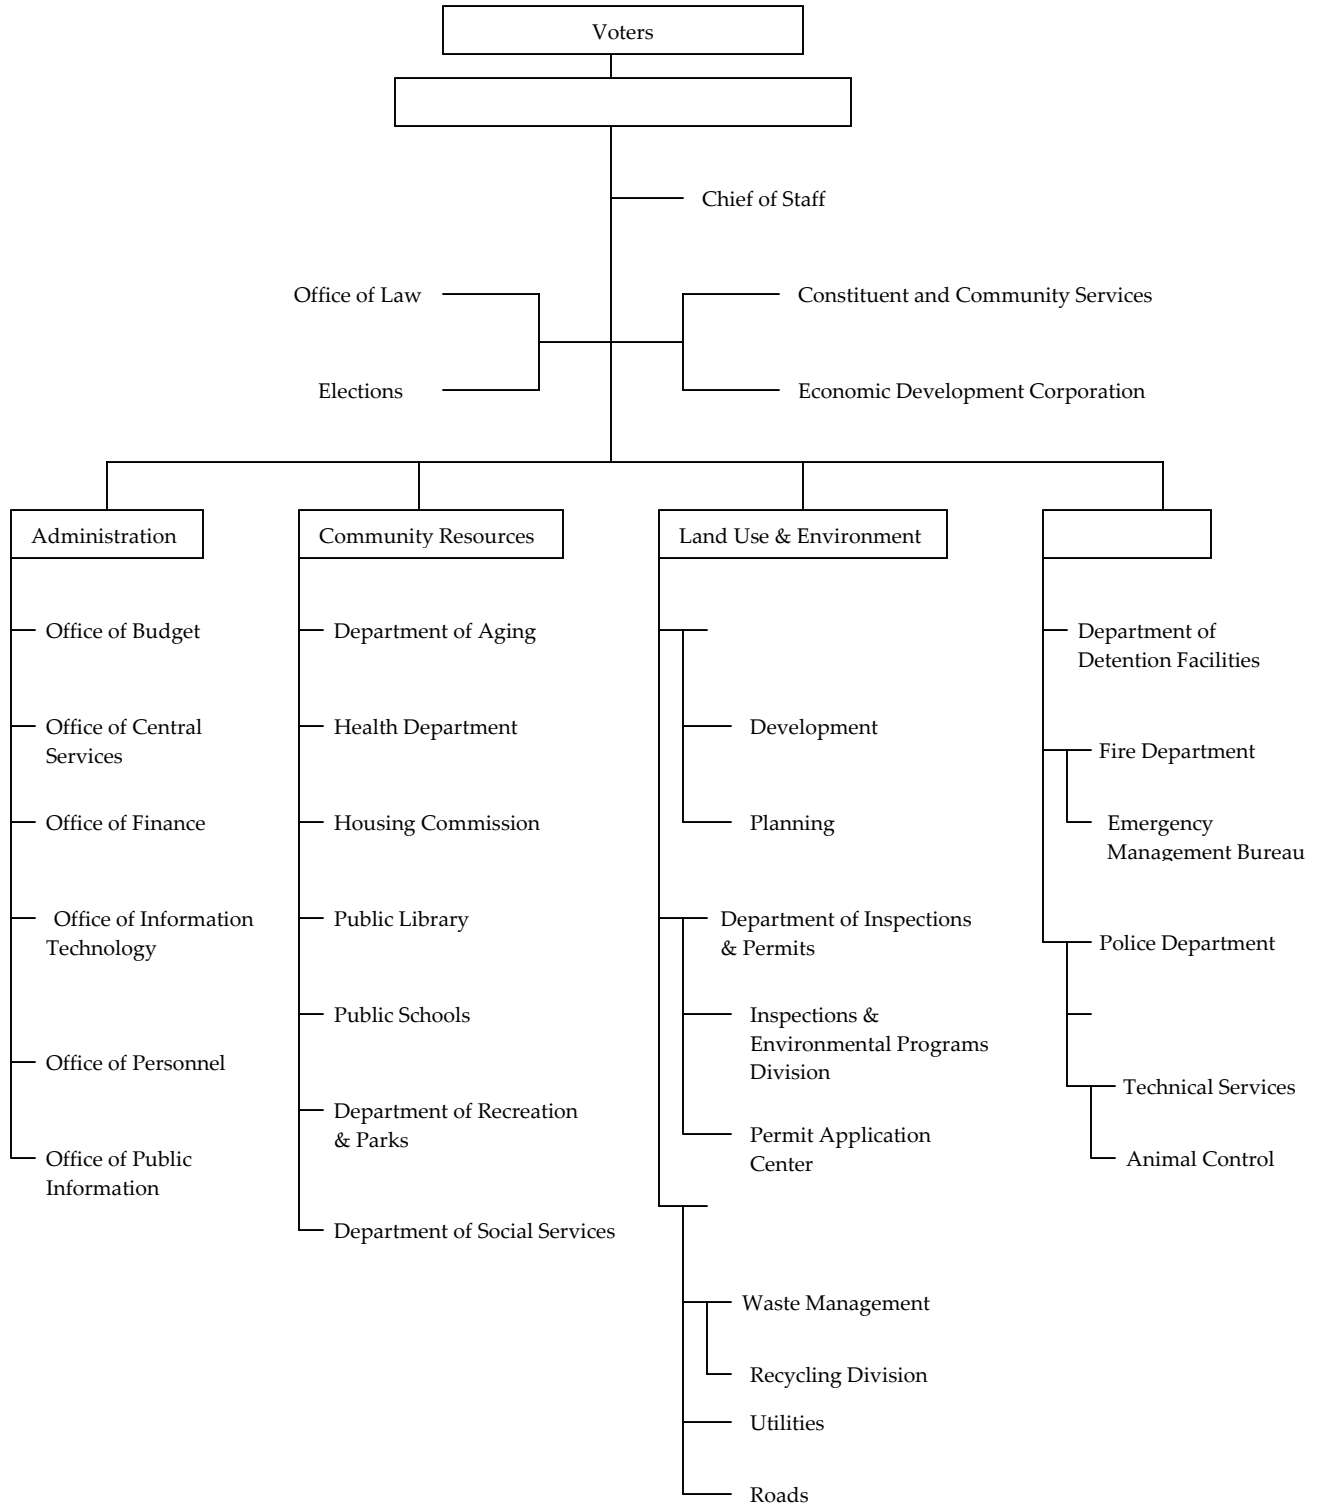 Voters
Chief of Staff
Office of Law
Constituent and Community Services
Elections
Economic Development Corporation
Administration
Office of Budget
Office of Central
Services
Office of Finance
Office of Information
Technology
Office of Personnel
Office of Public
Information
Community Resources
Department of Aging
Health Department
Housing Commission
Public Library
Public Schools
Department of Recreation
& Parks
Department of Social Services
Land Use & Environment
Development
Planning
Department of Inspections
& Permits
Inspections &
Environmental Programs
Division
Permit Application
Center
Waste Management
Recycling Division
Utilities
Roads
Department of
Detention Facilities
Fire Department
Emergency
Management Bureau
Police Department
Technical Services
Animal Control